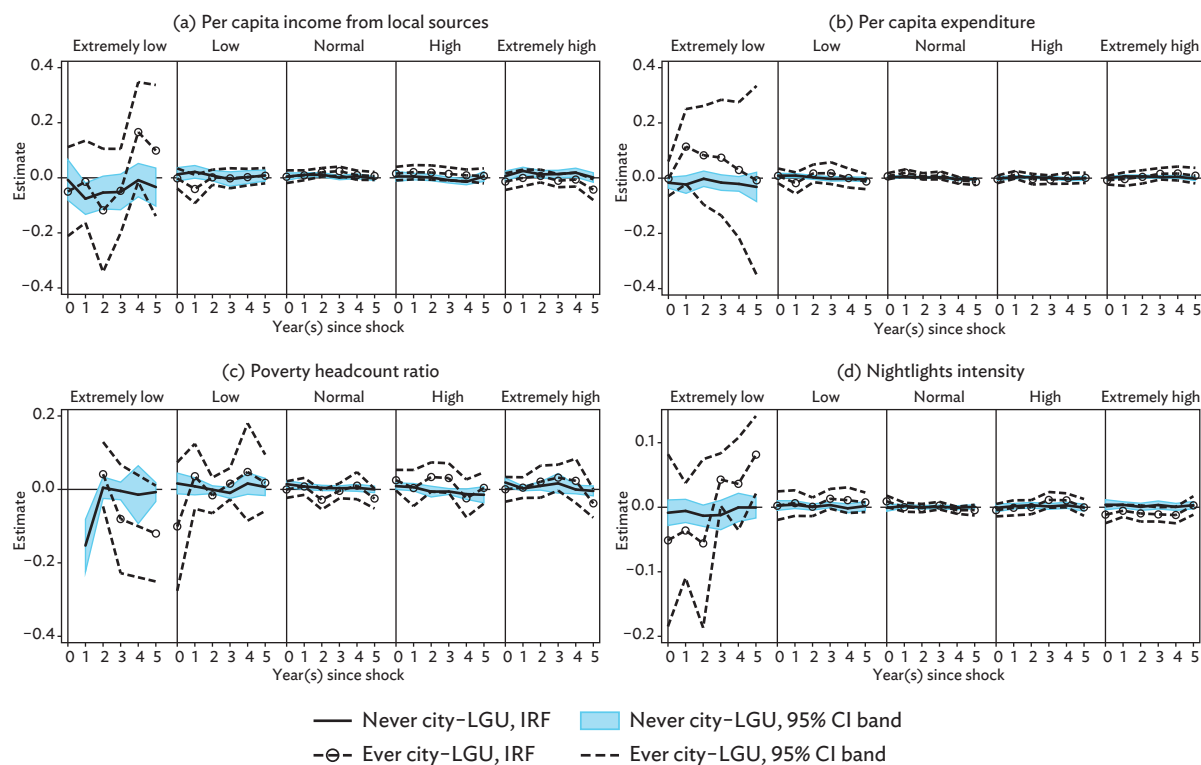 (a) Per capita income from local sources
Extremely low Low Normal High Extremely high
0.4
0.2
0.0
−0.2
−0.4
Estimate
0 1 2 3 4 5 0 1 2 3 4 5 0 1 2 3 4 5 0 1 2 3 4 5 0 1 2 3 4 5
Year(s) since shock
(b) Per capita expenditure
Extremely low Low Normal High Extremely high
0.4
0.2
0.0
−0.2
−0.4
Estimate
0 1 2 3 4 5 0 1 2 3 4 5 0 1 2 3 4 5 0 1 2 3 4 5 0 1 2 3 4 5
Year(s) since shock
(c) Poverty headcount ratio
Extremely low Low Normal High Extremely high
0.2
0.0
−0.2
−0.4
Estimate
0 1 2 3 4 5 0 1 2 3 4 5 0 1 2 3 4 5 0 1 2 3 4 5 0 1 2 3 4 5
Year(s) since shock
(d) Nightlights intensity
Extremely low Low Normal High Extremely high
0.1
0.0
−0.1
−0.2
Estimate
0 1 2 3 4 5 0 1 2 3 4 5 0 1 2 3 4 5 0 1 2 3 4 5 0 1 2 3 4 5
Year(s) since shock
Never city–LGU, IRF Never city–LGU, 95% CI band
Ever city–LGU, IRF Ever city–LGU, 95% CI band